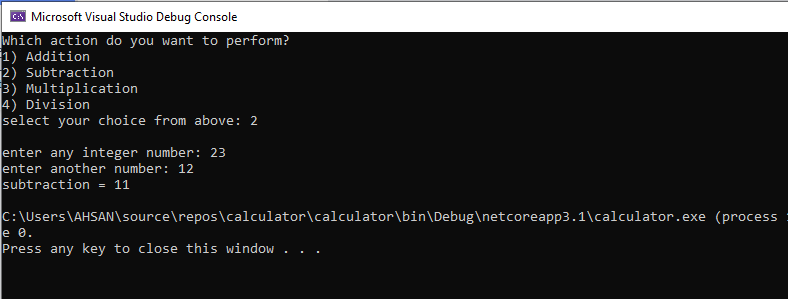 Microsoft Visual Studio Debug Console
Which action do you want to perform?
1) Addition
2) Subtraction
3) Multiplication
4) Division
select your choice from above: 2
enter any integer number: 23
enter another number: 12
subtraction = 11
C:\Users\AHSAN\source\repos\calculator\calculator\bin\Debug\netcoreapp3.1\calculator.exe (process
e 0.
Press any key to close this window . . .